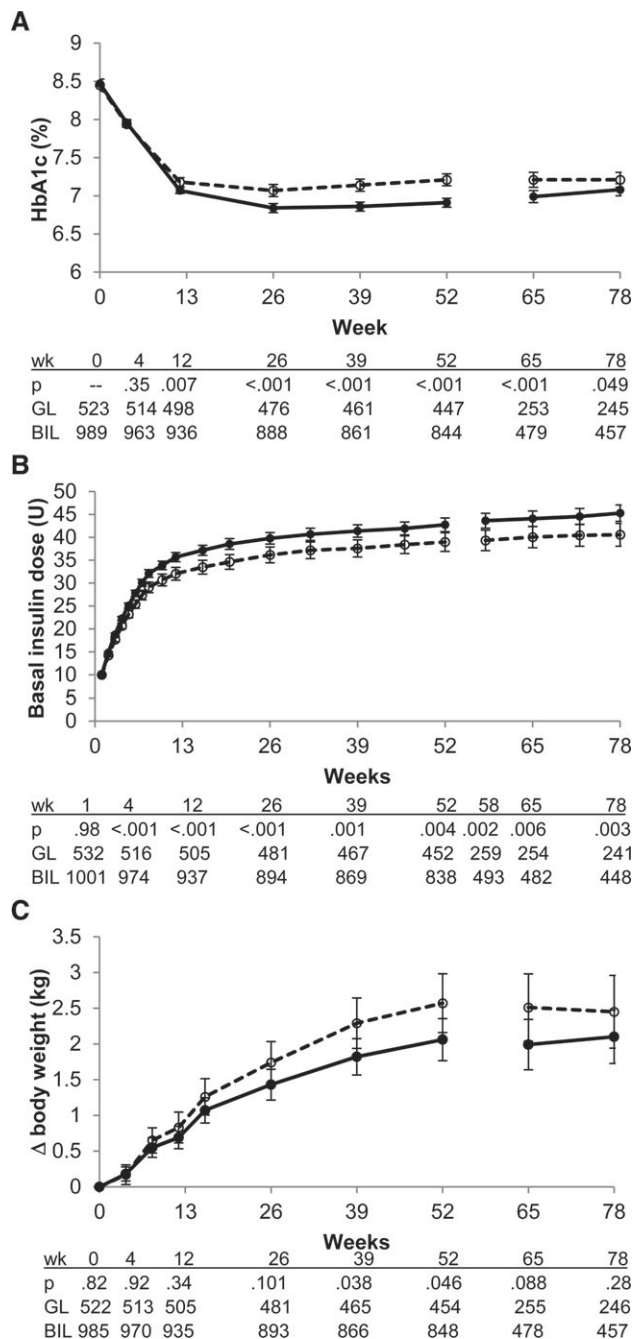 A
9
8.5
8
7.5
7
6.5
6
HbA1c (%)
0 13 26 39 52 65 78
Week
wk 0 4 12 26 39 52 65 78
p -- .35 .007 <.001 <.001 <.001 <.001 .049
GL 523 514 498 476 461 447 253 245
BIL 989 963 936 888 861 844 479 457
B
50
45
40
35
30
25
20
15
10
5
0
Basal insulin dose (U)
0 13 26 39 52 65 78
Weeks
wk 1 4 12 26 39 52 58 65 78
p .98 <.001 <.001 <.001 .001 .004 .002 .006 .003
GL 532 516 505 481 467 452 259 254 241
BIL 1001 974 937 894 869 838 493 482 448
C
3.5
3
2.5
2
1.5
1
0.5
0
Δ body weight (kg)
0 13 26 39 52 65 78
Weeks
wk 0 4 12 26 39 52 65 78
p .82 .92 .34 .101 .038 .046 .088 .28
GL 522 513 505 481 465 454 255 246
BIL 985 970 935 893 866 848 478 457